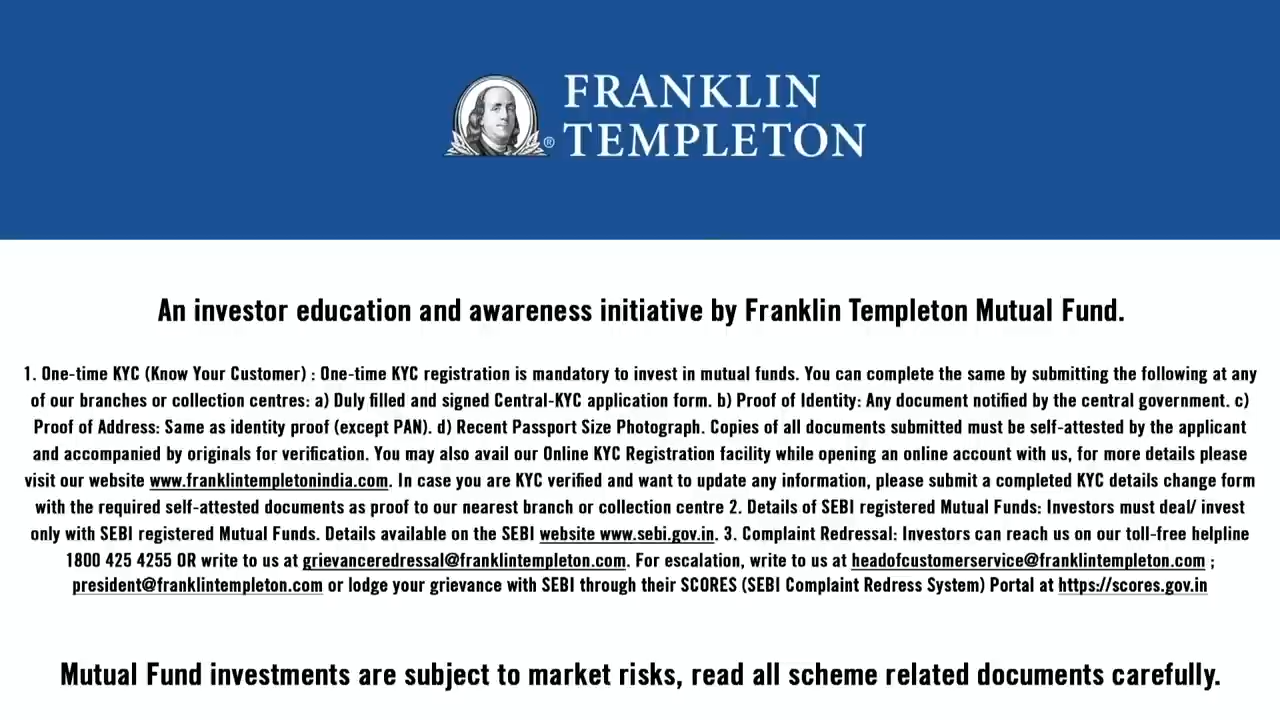 FRANKLIN
TEMPLETON
®
An investor education and awareness initiative by Franklin Templeton Mutual Fund.
1. One-time KYC (Know Your Customer) : One-time KYC registration is mandatory to invest in mutual funds. You can complete the same by submitting the following at any
of our branches or collection centres: a) Duly filled and signed Central-KYC application form. b) Proof of Identity: Any document notified by the central government. c)
Proof of Address: Same as identity proof (except PAN). d) Recent Passport Size Photograph. Copies of all documents submitted must be self-attested by the applicant
and accompanied by originals for verification. You may also avail our Online KYC Registration facility while opening an online account with us, for more details please
visit our website www.franklintempletonindia.com. In case you are KYC verified and want to update any information, please submit a completed KYC details change form
with the required self-attested documents as proof to our nearest branch or collection centre 2. Details of SEBI registered Mutual Funds: Investors must deal/ invest
only with SEBI registered Mutual Funds. Details available on the SEBI website www.sebi.gov.in. 3. Complaint Redressal: Investors can reach us on our toll-free helpline
1800 425 4255 OR write to us at grievanceredressal@franklintempleton.com. For escalation, write to us at headofcustomerservice@franklintempleton.com ;
president@franklintempleton.com or lodge your grievance with SEBI through their SCORES (SEBI Complaint Redress System) Portal at https://scores.gov.in
Mutual Fund investments are subject to market risks, read all scheme related documents carefully.